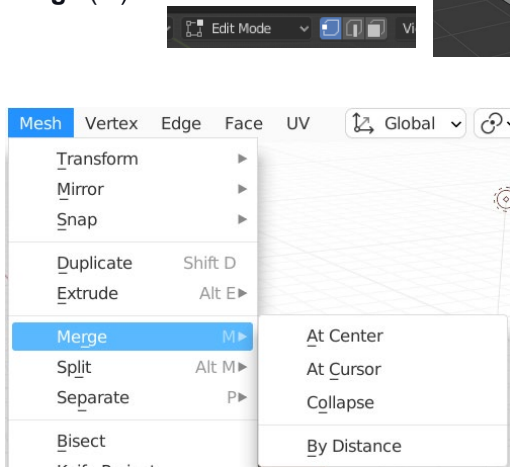 Edit Mode
Mesh Vertex Edge Face UV Global
Transform
Mirror
Snap
Duplicate Shift D
Extrude Alt E
Merge M
Split Alt M
Separate P
Bisect
At Center
At Cursor
Collapse
By Distance